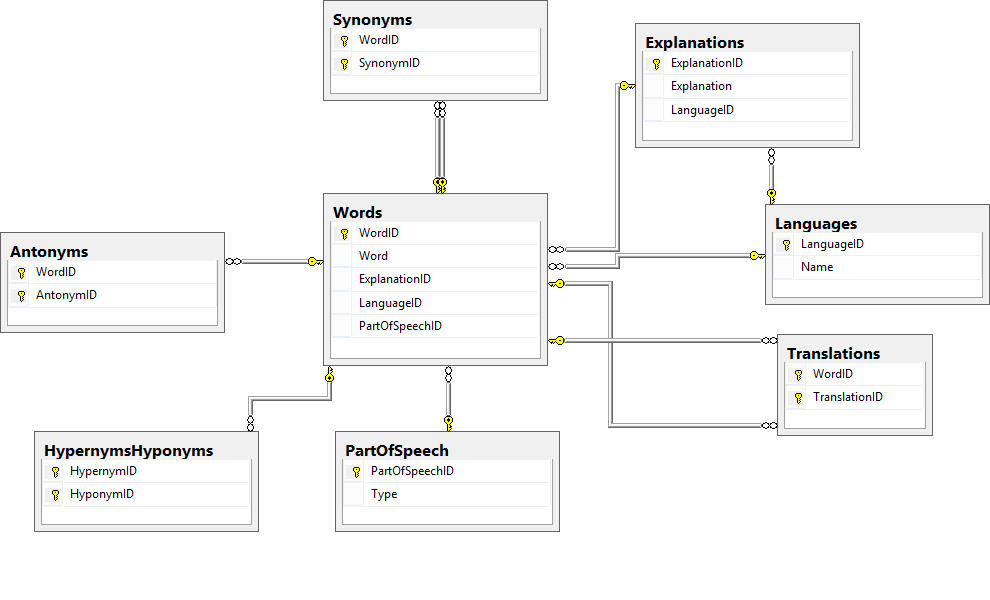 Synonyms
WordID
SynonymID
Explanations
ExplanationID
Explanation
LanguageID
Words
WordID
Word
ExplanationID
LanguageID
PartOfSpeechID
Languages
LanguageID
Name
Antonyms
WordID
AntonymID
Translations
WordID
TranslationID
HypernymsHyponyms
HypernymID
HyponymID
PartOfSpeech
PartOfSpeechID
Type